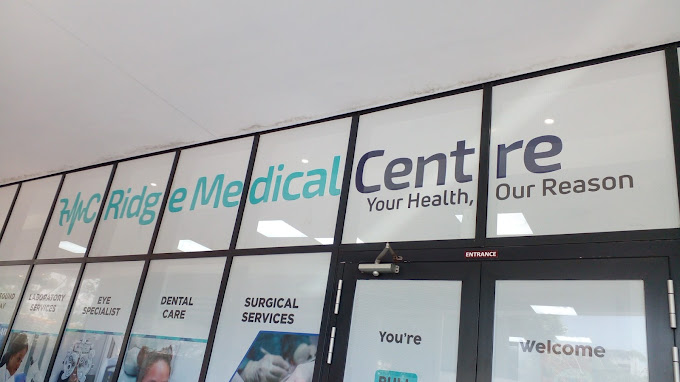 RMC Ridge Medical Centre
Your Health, Our Reason
ENTRANCE
LABORATORY
SERVICES
EYE
SPECIALIST
DENTAL
CARE
SURGICAL
SERVICES
You're
PULL
Welcome